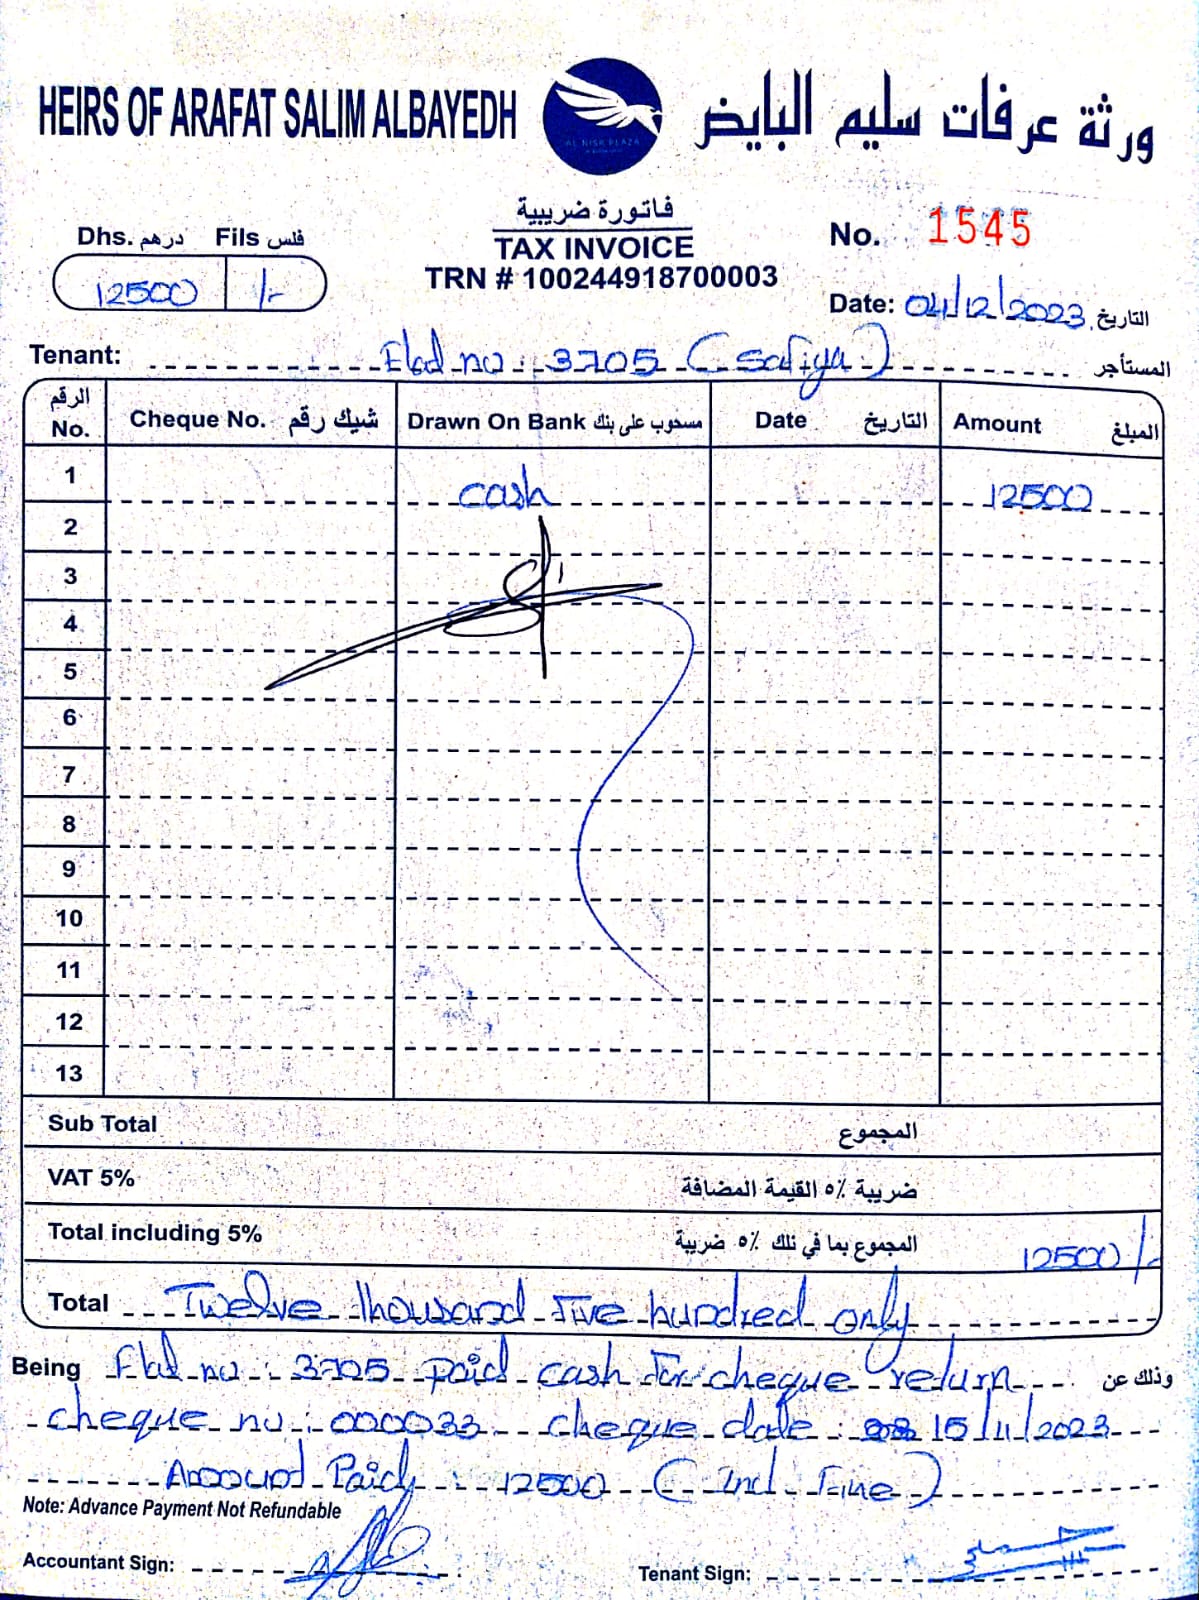 HEIRS OF ARAFAT SALIM ALBAYEDH
ورثة عرفات سليم البايض
AL NISR PLAZA
فاتورة ضريبية
TAX INVOICE
TRN # 100244918700003
Dhs. درهم Fils فلس
12500 /-
No. 1545
Date: 04/12/2023 التاريخ
Tenant: Flat no : 3705 (Safiya) المستأجر
الرقم No. Cheque No. شيك رقم Drawn On Bank مسحوب على بنك Date التاريخ Amount المبلغ
1 cash 12500
2
3
4
5
6
7
8
9
10
11
12
13
Sub Total المجموع
VAT 5% ضريبة ٥٪ القيمة المضافة
Total including 5% المجموع بما في تلك ٥٪ ضريبة 12500/-
Total Twelve thousand Five hundred only
Being Flat no : 3705 paid cash for cheque return وذلك عن
cheque no : 000033 cheque date : 15/11/2023
Amount Paid : 12500 (Ind. Fine)
Note: Advance Payment Not Refundable
Accountant Sign:
Tenant Sign: